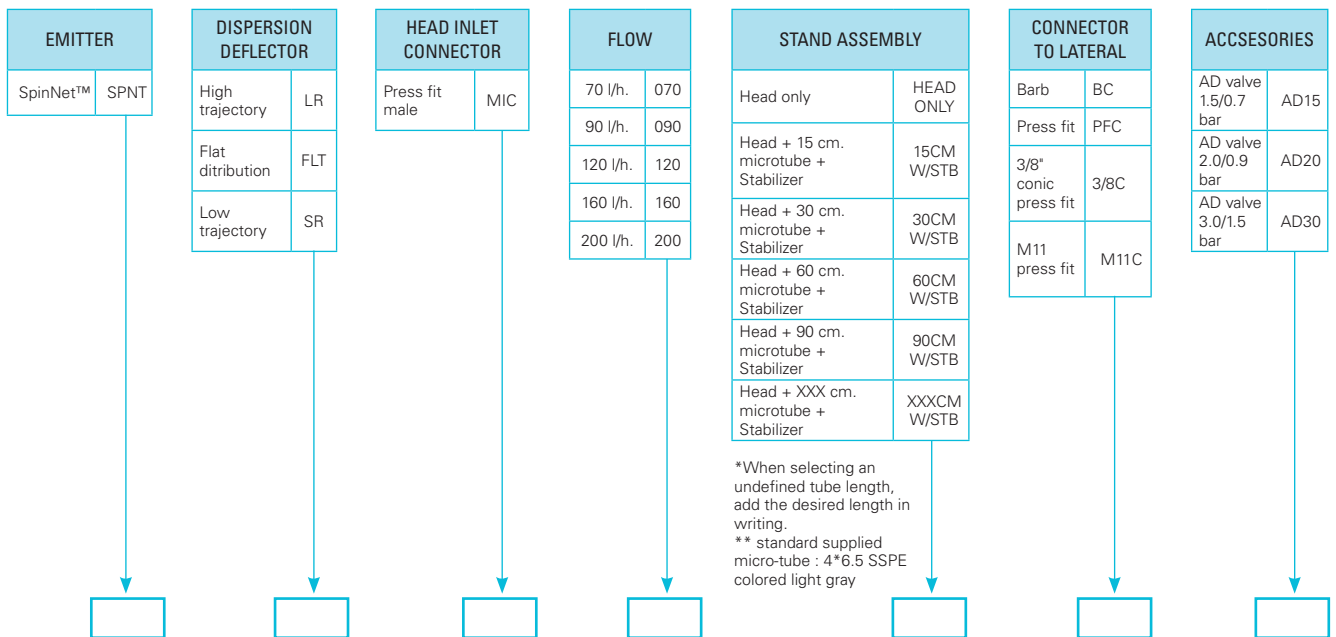 EMITTER
SpinNet™ SPNT
DISPERSION
DEFLECTOR
High
trajectory
LR
Flat
ditribution
FLT
Low
trajectory
SR
HEAD INLET
CONNECTOR
Press fit
male
MIC
FLOW
70 l/h. 070
90 l/h. 090
120 l/h. 120
160 l/h. 160
200 l/h. 200
STAND ASSEMBLY
Head only
HEAD
ONLY
Head + 15 cm.
microtube +
Stabilizer
15CM
W/STB
Head + 30 cm.
microtube +
Stabilizer
30CM
W/STB
Head + 60 cm.
microtube +
Stabilizer
60CM
W/STB
Head + 90 cm.
microtube +
Stabilizer
90CM
W/STB
Head + XXX cm.
microtube +
Stabilizer
XXXCM
W/STB
*When selecting an
undefined tube length,
add the desired length in
writing.
** standard supplied
micro-tube : 4*6.5 SSPE
colored light gray
CONNECTOR
TO LATERAL
Barb BC
Press fit PFC
3/8"
conic
press fit
3/8C
M11
press fit
M11C
ACCSESORIES
AD valve
1.5/0.7
bar
AD15
AD valve
2.0/0.9
bar
AD20
AD valve
3.0/1.5
bar
AD30